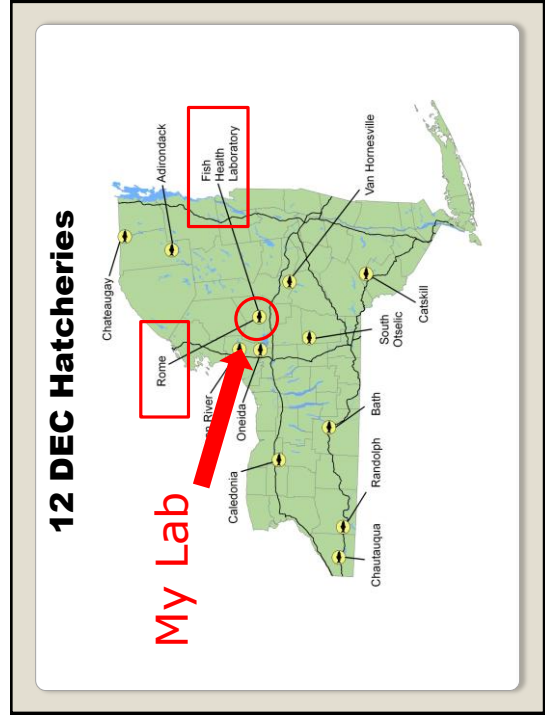 12 DEC Hatcheries
My Lab
Chateaugay
Adirondack
Rome
Fish
Health
Laboratory
River
Oneida
Van Hornesville
Caledonia
South
Otselic
Catskill
Bath
Randolph
Chautauqua